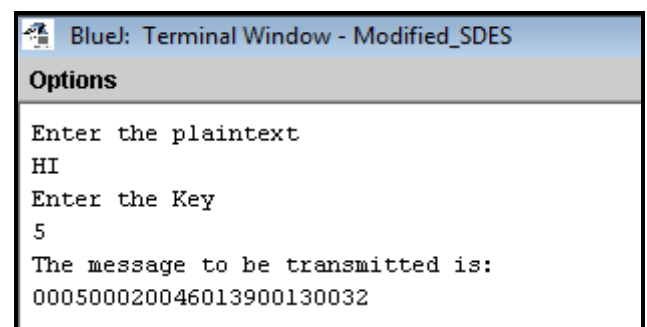 BlueJ: Terminal Window - Modified_SDES
Options
Enter the plaintext
HI
Enter the Key
5
The message to be transmitted is:
000500020046013900130032